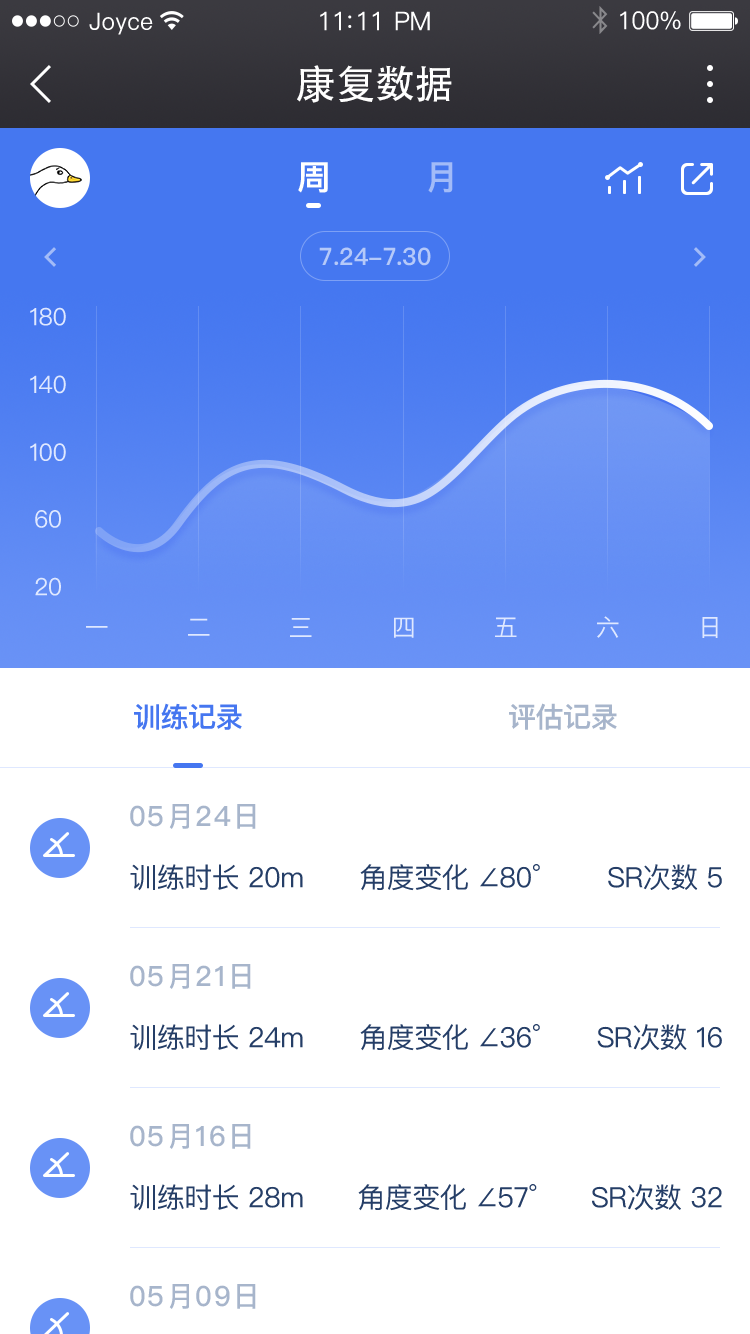 Joyce 11:11 PM 100%
康复数据
周 月
7.24–7.30
180
140
100
60
20
一 二 三 四 五 六 日
训练记录 评估记录
05月24日
训练时长 20m 角度变化 ∠80° SR次数 5
05月21日
训练时长 24m 角度变化 ∠36° SR次数 16
05月16日
训练时长 28m 角度变化 ∠57° SR次数 32
05月09日